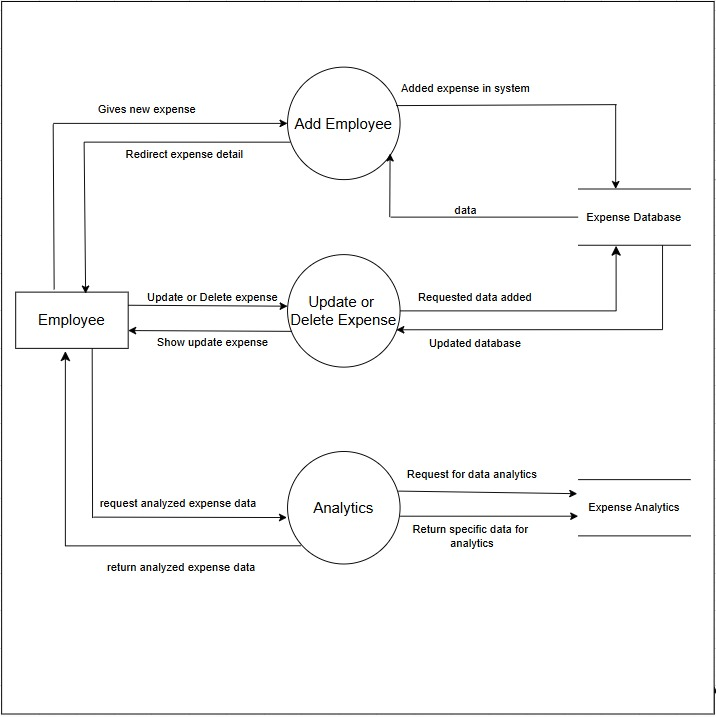 Added expense in system
Gives new expense
Add Employee
Redirect expense detail
data
Expense Database
Update or Delete expense
Requested data added
Update or
Delete Expense
Employee
Show update expense
Updated database
Request for data analytics
request analyzed expense data
Analytics
Expense Analytics
Return specific data for
analytics
return analyzed expense data